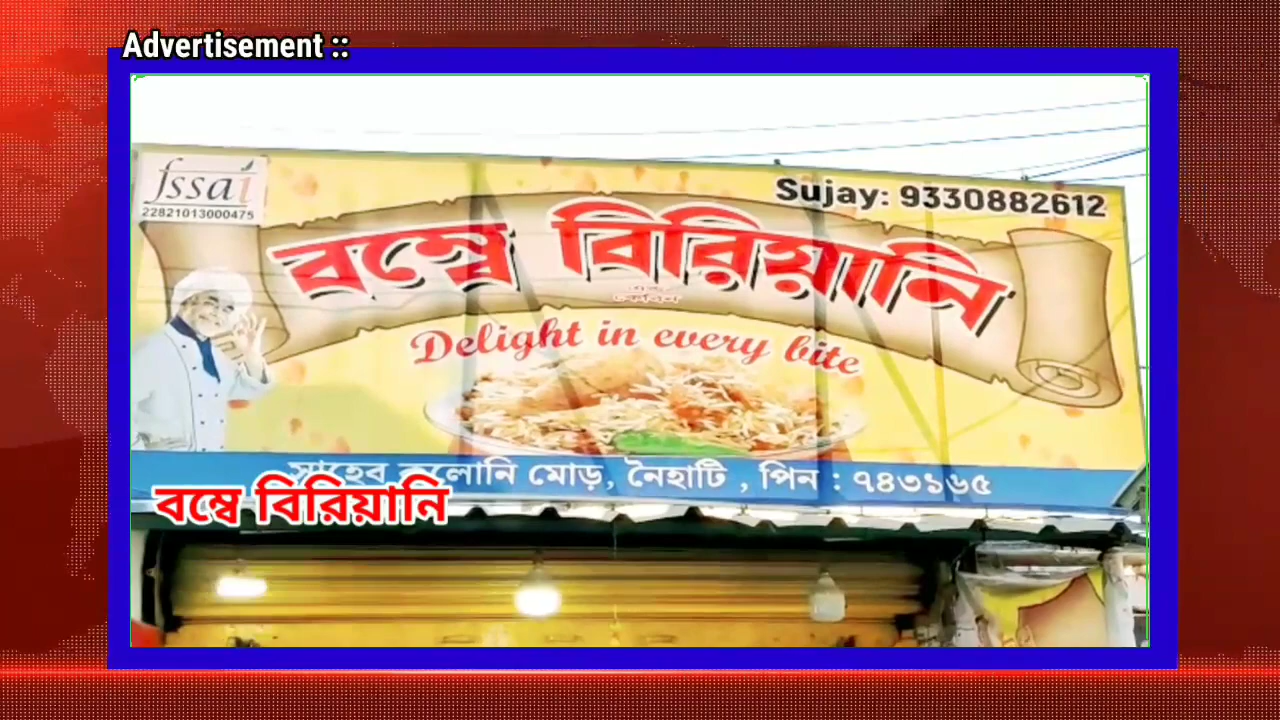 Advertisement ::
fssai
22821013000475
Sujay: 9330882612
বম্বে বিরিয়ানি
Delight in every bite
সাহেব কলোনি মোড়, নৈহাটি , পিন : ৭৪৩১৬৫
বম্বে বিরিয়ানি